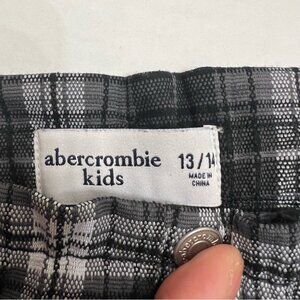 abercrombie
kids
13/14
MADE IN
CHINA